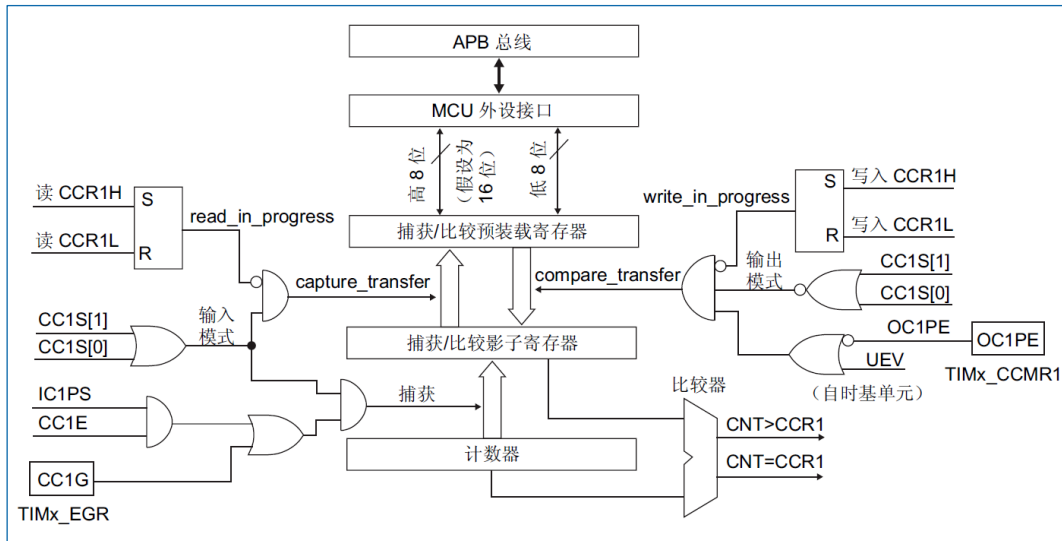 APB 总线
MCU 外设接口
高 8 位
(假设为
16 位)
低 8 位
读 CCR1H
S
read_in_progress
读 CCR1L
R
write_in_progress
S
写入 CCR1H
R
写入 CCR1L
捕获/比较预装载寄存器
capture_transfer
compare_transfer
输出
模式
CC1S[1]
CC1S[0]
CC1S[1]
CC1S[0]
输入
模式
捕获/比较影子寄存器
OC1PE
OC1PE
UEV
(自时基单元)
TIMx_CCMR1
IC1PS
CC1E
捕获
比较器
CNT>CCR1
CNT=CCR1
计数器
CC1G
TIMx_EGR